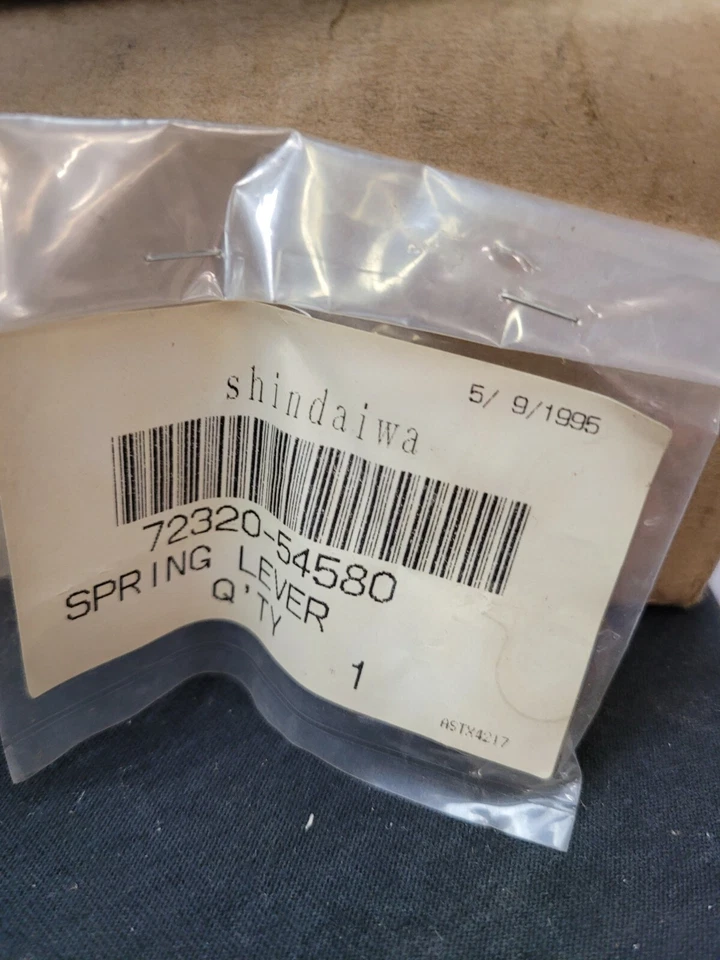 5/ 9/1995
shindaiwa
72320-54580
SPRING LEVER
Q'TY
1
ASTX4217